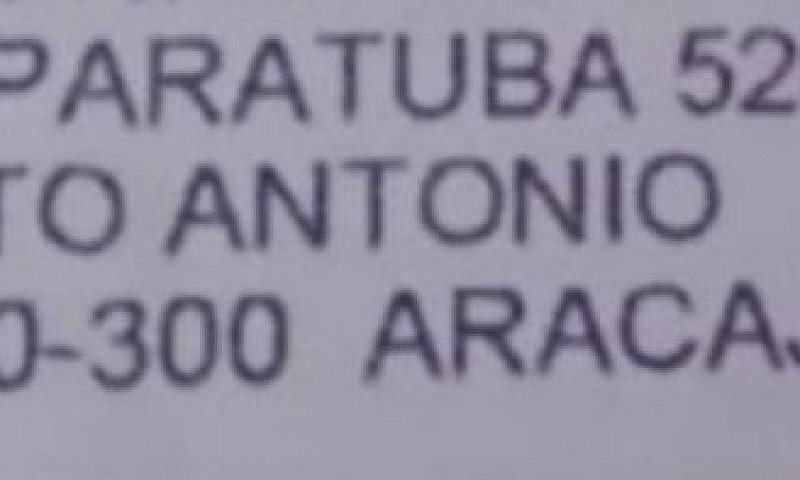 PARATUBA 52
TO ANTONIO
0-300 ARACAJ